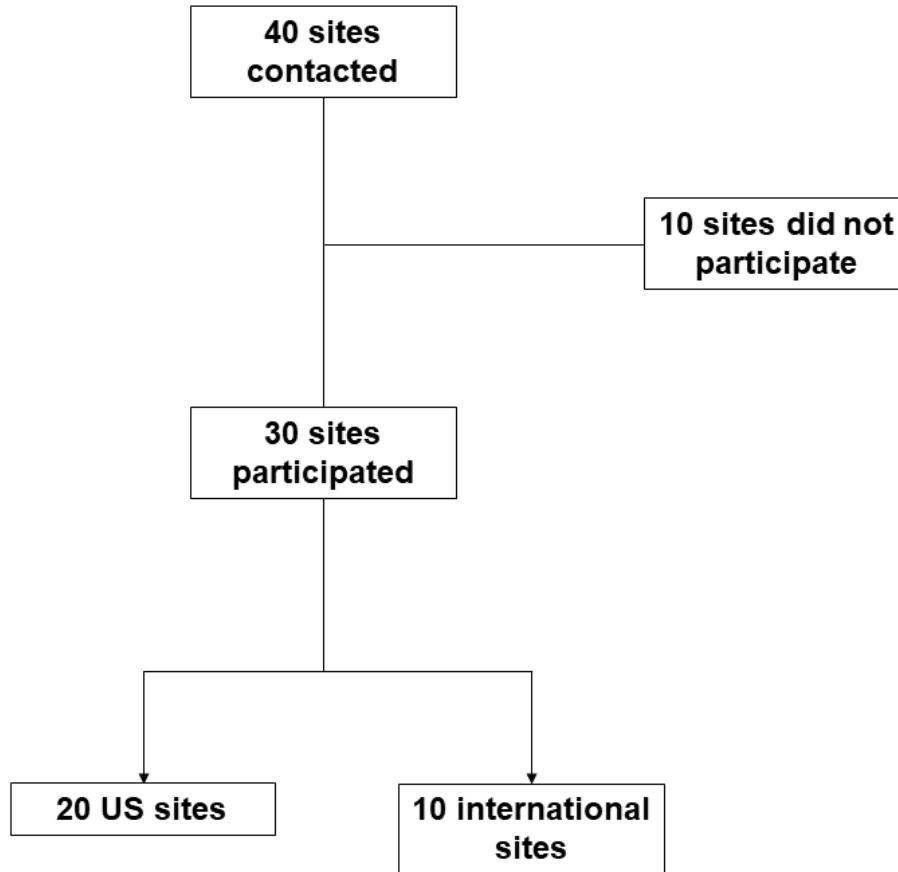 40 sites
contacted
10 sites did not
participate
30 sites
participated
20 US sites
10 international
sites